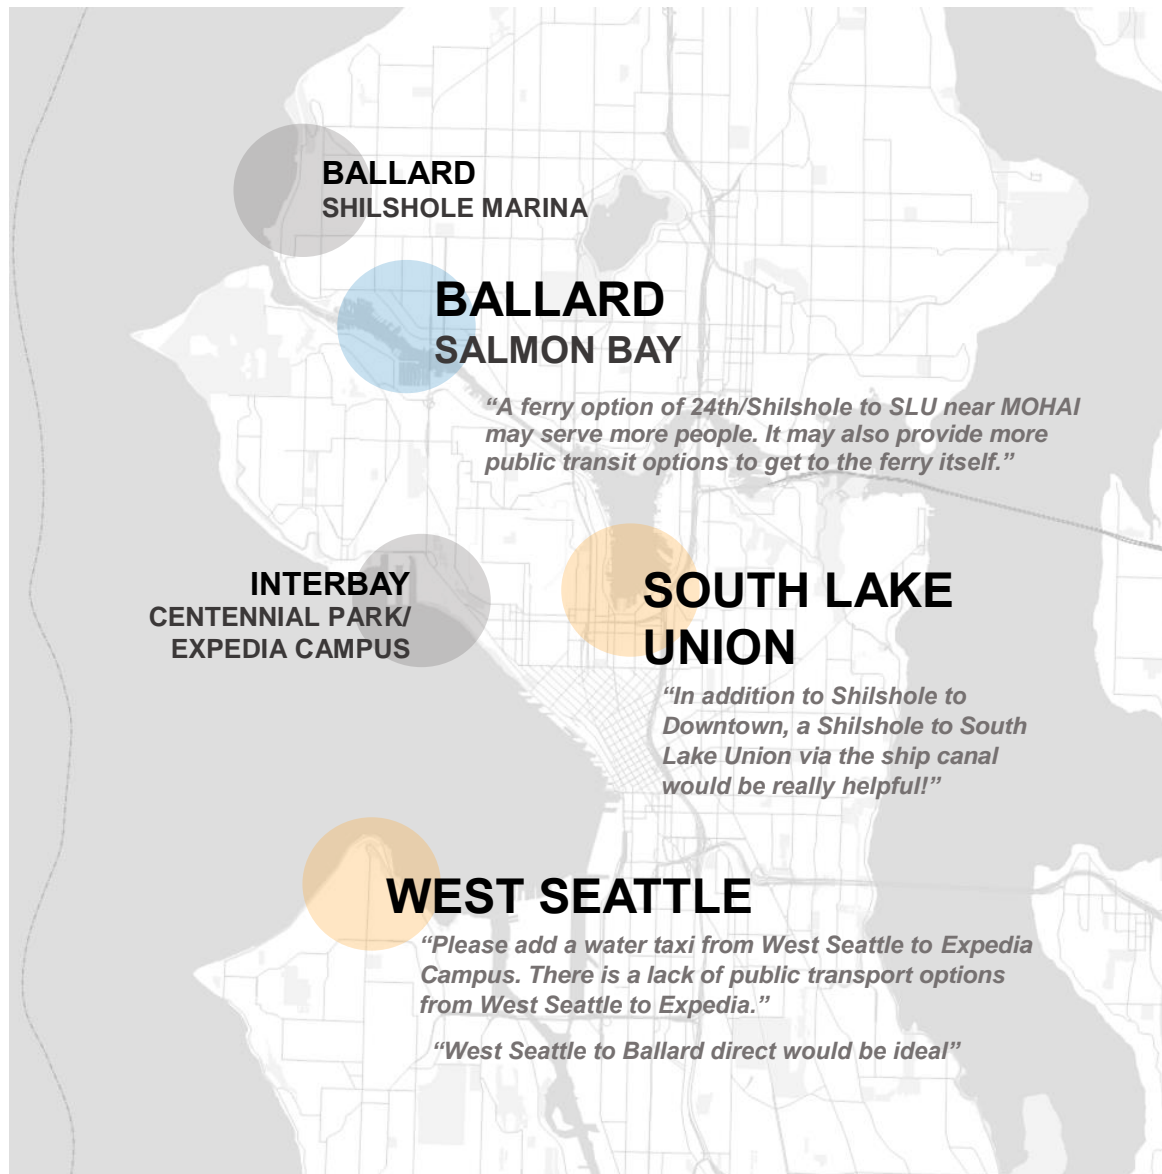 BALLARD
SHILSHOLE MARINA
BALLARD
SALMON BAY
“A ferry option of 24th/Shilshole to SLU near MOHAI
may serve more people. It may also provide more
public transit options to get to the ferry itself.”
INTERBAY
CENTENNIAL PARK/
EXPEDIA CAMPUS
SOUTH LAKE
UNION
“In addition to Shilshole to
Downtown, a Shilshole to South
Lake Union via the ship canal
would be really helpful!”
WEST SEATTLE
“Please add a water taxi from West Seattle to Expedia
Campus. There is a lack of public transport options
from West Seattle to Expedia.”
“West Seattle to Ballard direct would be ideal”